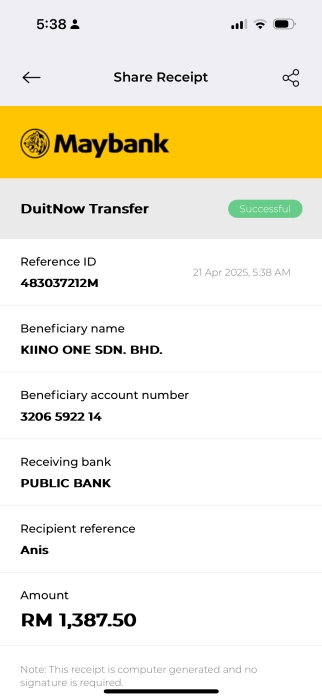 5:38
Share Receipt
Maybank
DuitNow Transfer
Successful
Reference ID
483037212M
21 Apr 2025, 5:38 AM
Beneficiary name
KIINO ONE SDN. BHD.
Beneficiary account number
3206 5922 14
Receiving bank
PUBLIC BANK
Recipient reference
Anis
Amount
RM 1,387.50
Note: This receipt is computer generated and no
signature is required.